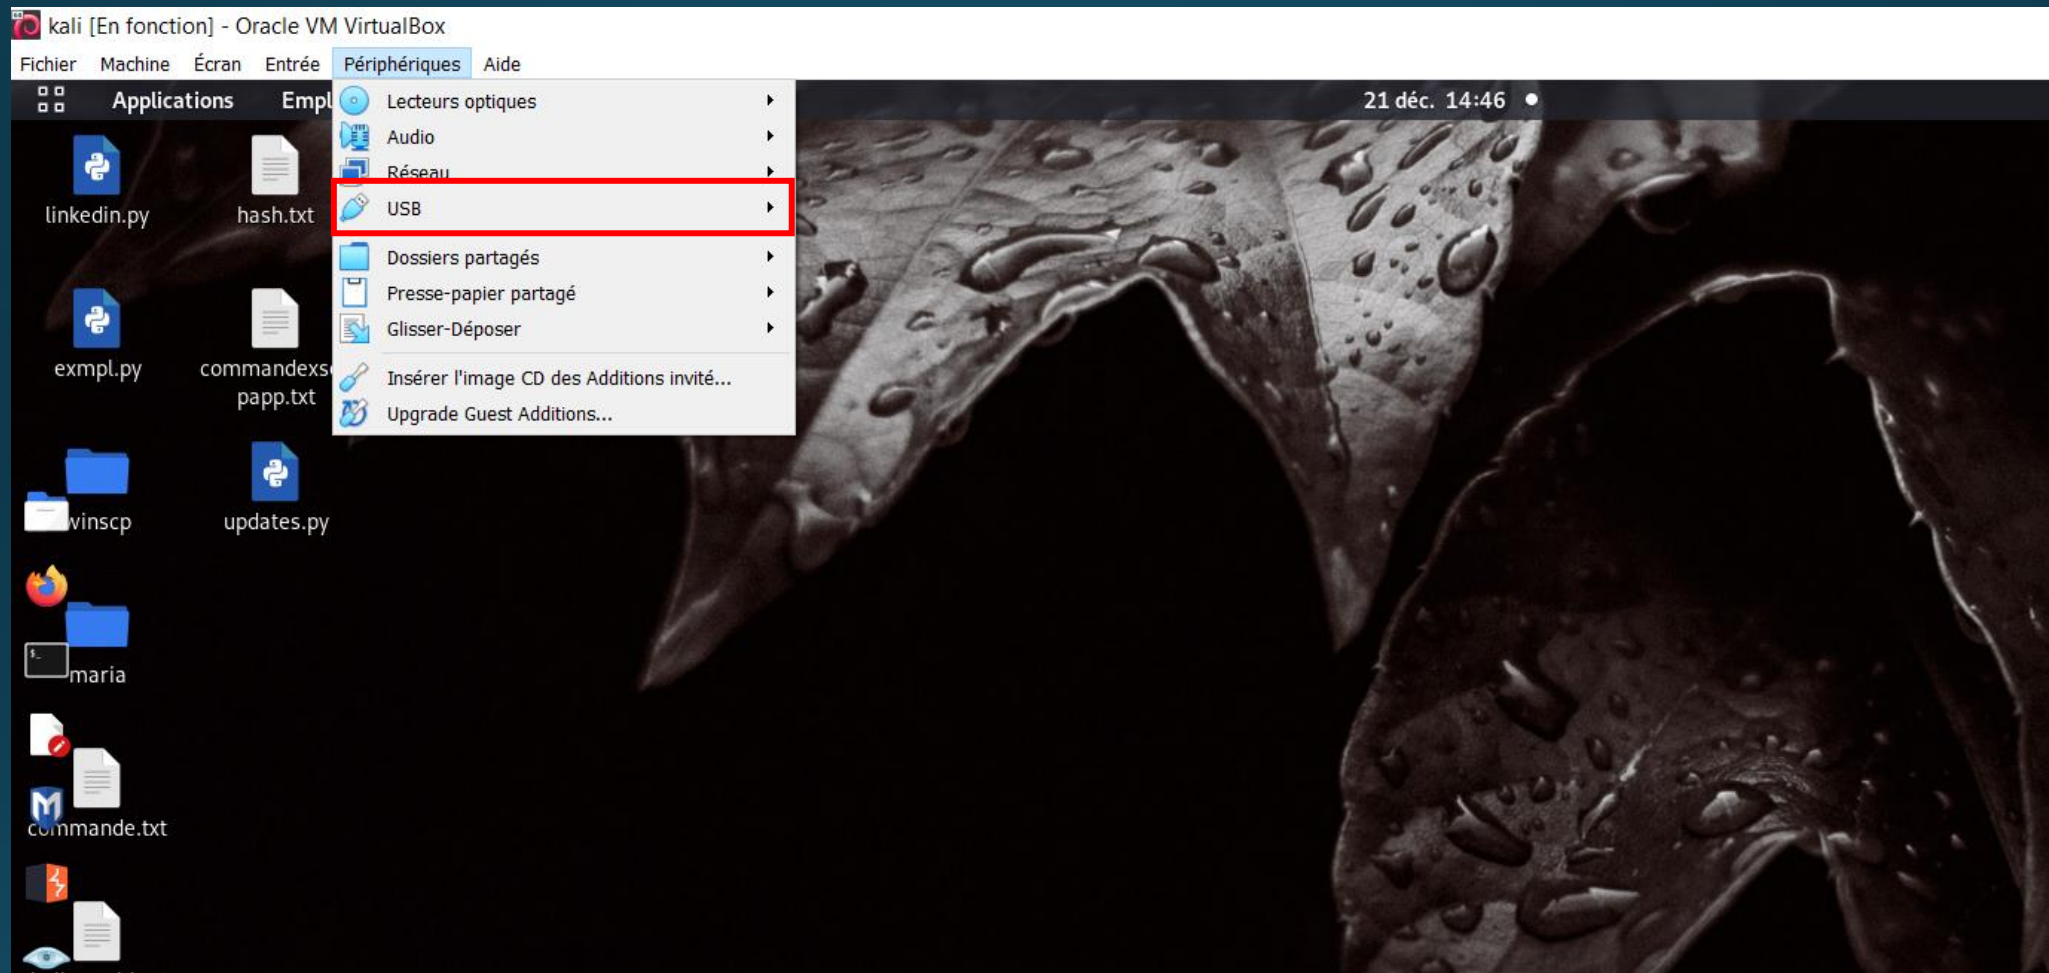 kali [En fonction] - Oracle VM VirtualBox
Fichier Machine Écran Entrée Périphériques Aide
Applications Empl 21 déc. 14:46
Lecteurs optiques
Audio
Réseau
USB
Dossiers partagés
Presse-papier partagé
Glisser-Déposer
Insérer l'image CD des Additions invité...
Upgrade Guest Additions...
linkedin.py hash.txt
exmpl.py commandexs
papp.txt
winscp updates.py
maria
commande.txt